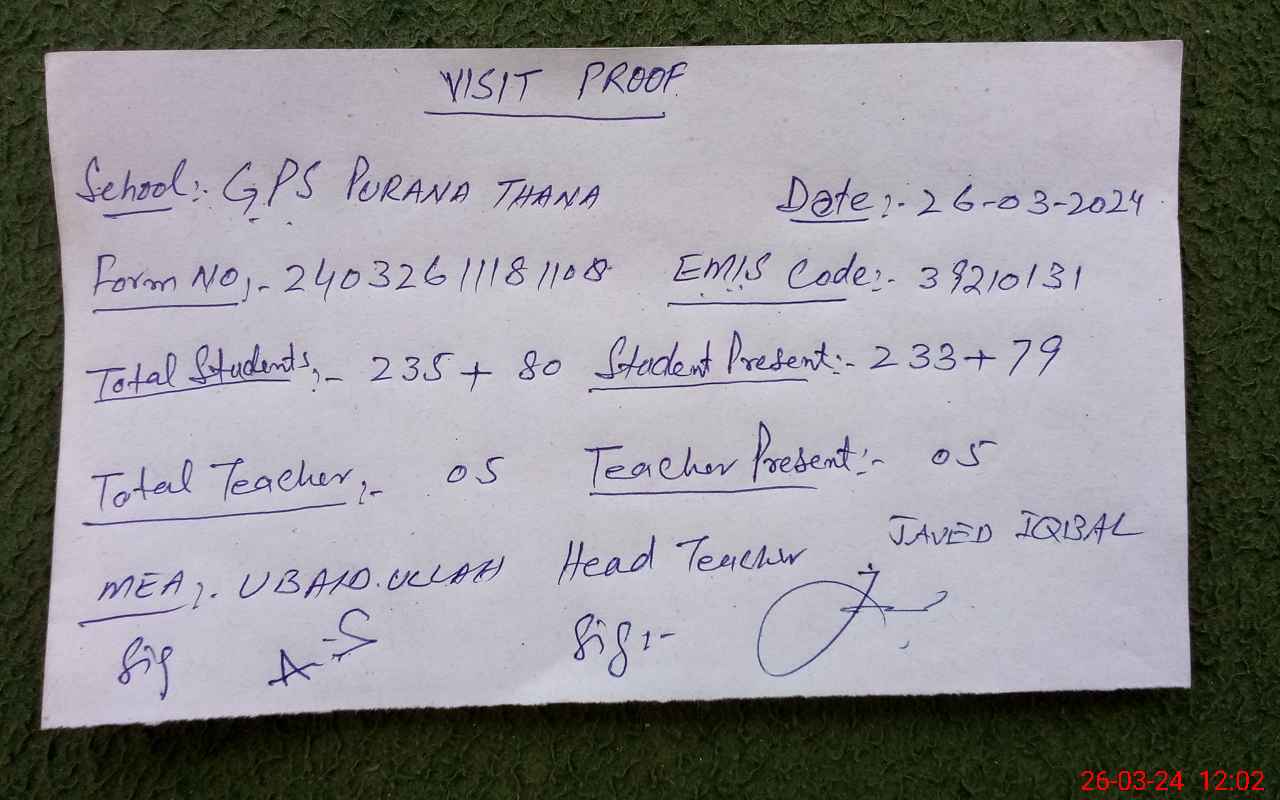 VISIT PROOF
School:- GPS PURANA THANA Date:- 26-03-2024
Form NO:- 24032611181108 EMIS Code:- 39210131
Total Students:- 235 + 80 Student Present:- 233 + 79
Total Teacher:- 05 Teacher Present:- 05
MEA:. UBAID.ULLAH Head Teacher JAVED IQBAL
Sig Sig:-
26-03-24 12:02